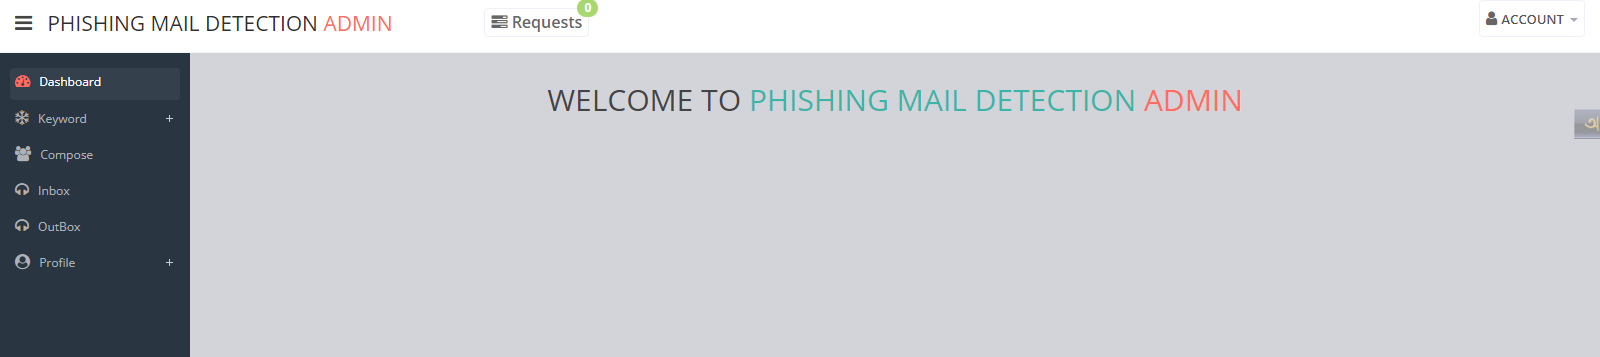 PHISHING MAIL DETECTION ADMIN
0
Requests
ACCOUNT
Dashboard
WELCOME TO PHISHING MAIL DETECTION ADMIN
Keyword +
অ
Compose
Inbox
OutBox
Profile +